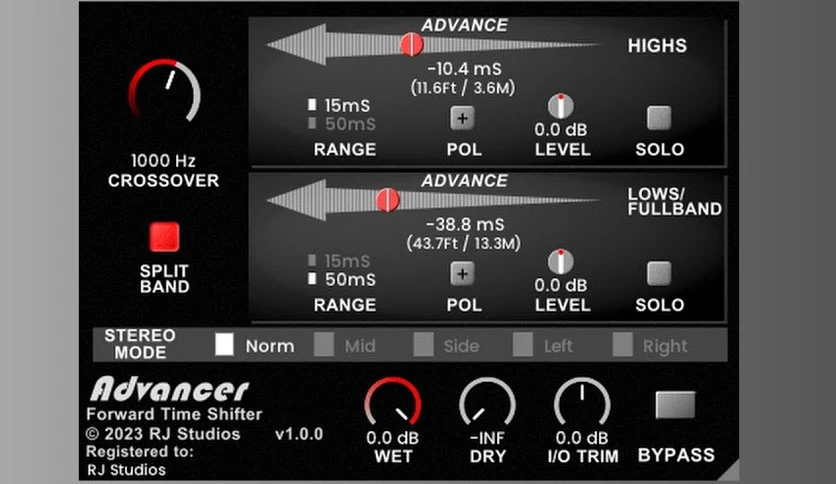 ADVANCE
HIGHS
-10.4 mS
(11.6Ft / 3.6M)
15mS
50mS
+
0.0 dB
RANGE
POL
LEVEL
SOLO
1000 Hz
CROSSOVER
ADVANCE
LOWS/
FULLBAND
-38.8 mS
(43.7Ft / 13.3M)
15mS
50mS
+
0.0 dB
RANGE
POL
LEVEL
SOLO
SPLIT
BAND
STEREO
MODE
Norm
Mid
Side
Left
Right
Advancer
Forward Time Shifter
© 2023 RJ Studios v1.0.0
Registered to:
RJ Studios
0.0 dB
WET
-INF
DRY
0.0 dB
I/O TRIM
BYPASS